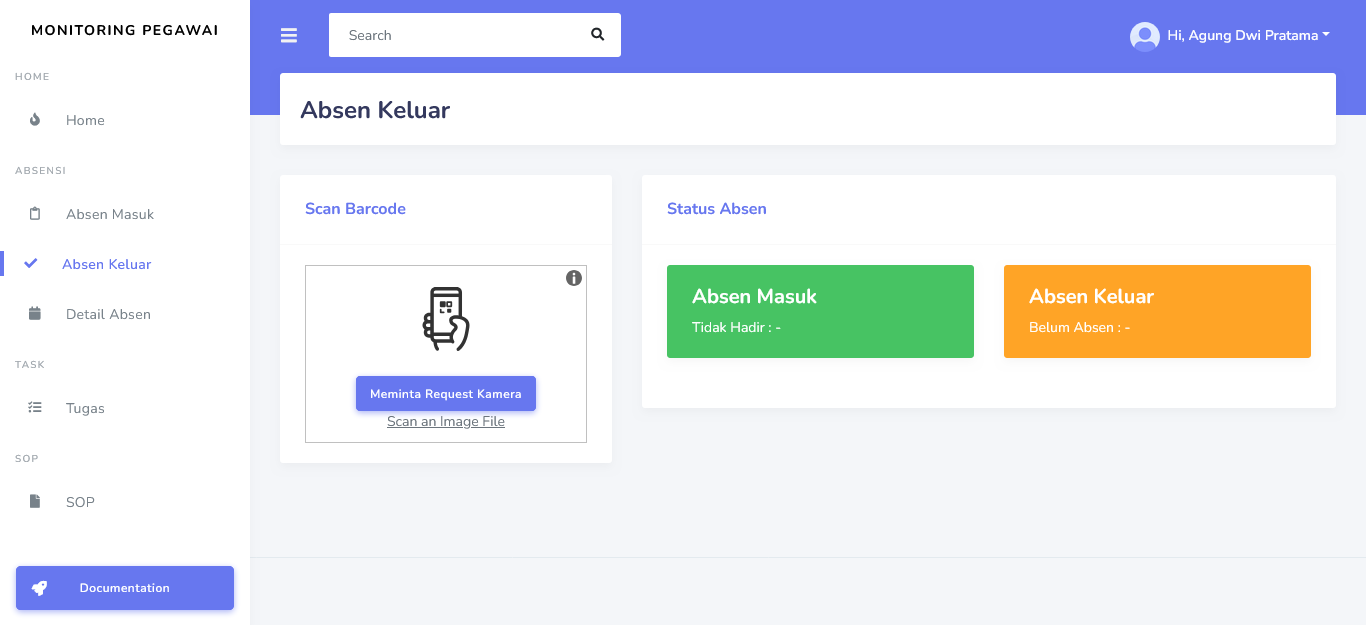 MONITORING PEGAWAI
HOME
Home
ABSENSI
Absen Masuk
Absen Keluar
Detail Absen
TASK
Tugas
SOP
SOP
Documentation
Search
Hi, Agung Dwi Pratama
Absen Keluar
Scan Barcode
Meminta Request Kamera
Scan an Image File
Status Absen
Absen Masuk
Tidak Hadir : -
Absen Keluar
Belum Absen : -